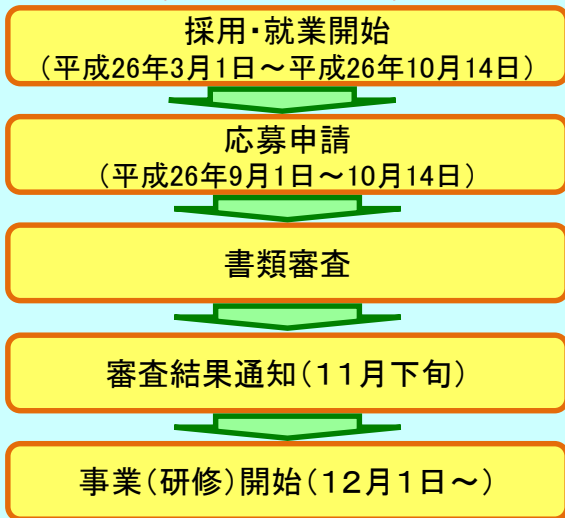 採用・就業開始
（平成26年3月1日～平成26年10月14日）
応募申請
（平成26年9月1日～10月14日）
書類審査
審査結果通知（１１月下旬）
事業（研修）開始（１２月１日～）